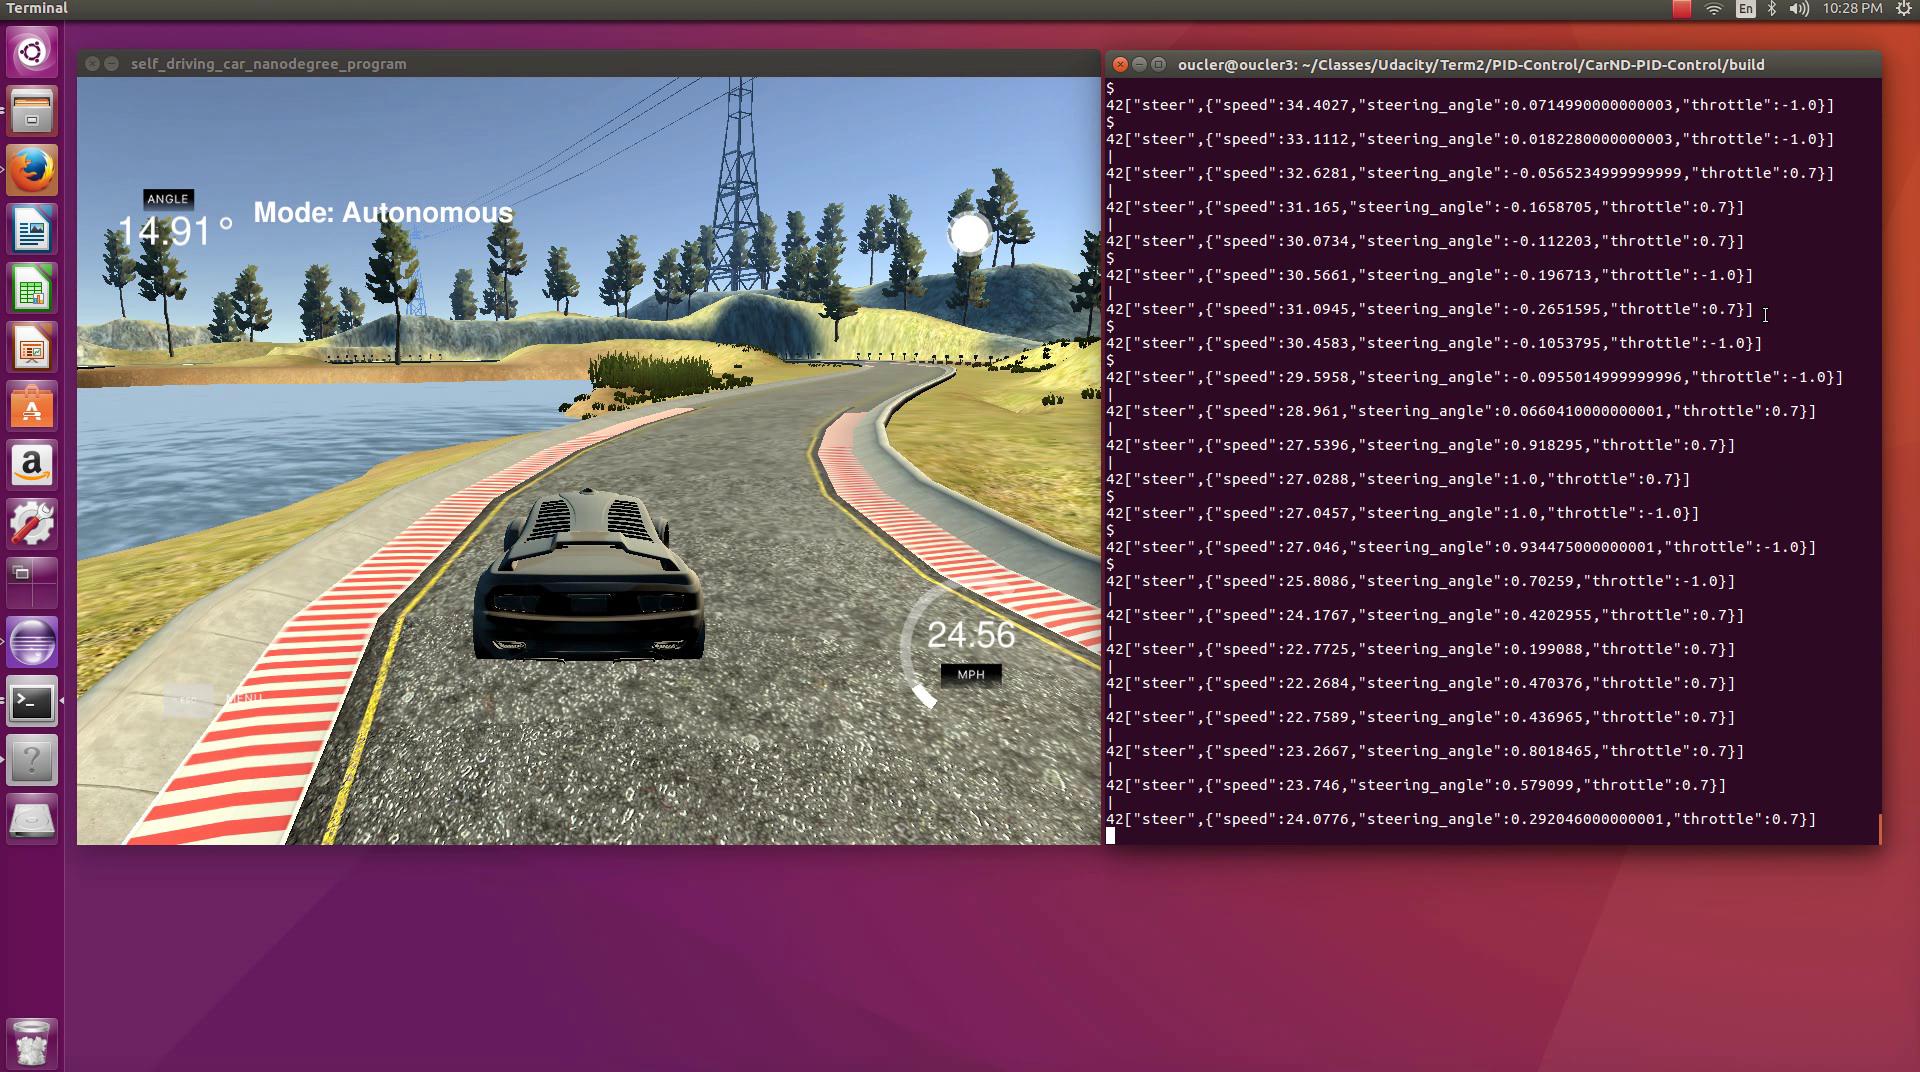 Terminal
En
10:28 PM
self_driving_car_nanodegree_program
ANGLE
14.91°
Mode: Autonomous
24.56
MPH
MENU
oucler@oucler3: ~/Classes/Udacity/Term2/PID-Control/CarND-PID-Control/build
$
42["steer",{"speed":34.4027,"steering_angle":0.0714990000000003,"throttle":-1.0}]
$
42["steer",{"speed":33.1112,"steering_angle":0.0182280000000003,"throttle":-1.0}]
|
42["steer",{"speed":32.6281,"steering_angle":-0.0565234999999999,"throttle":0.7}]
|
42["steer",{"speed":31.165,"steering_angle":-0.1658705,"throttle":0.7}]
|
42["steer",{"speed":30.0734,"steering_angle":-0.112203,"throttle":0.7}]
$
42["steer",{"speed":30.5661,"steering_angle":-0.196713,"throttle":-1.0}]
|
42["steer",{"speed":31.0945,"steering_angle":-0.2651595,"throttle":0.7}]
$
42["steer",{"speed":30.4583,"steering_angle":-0.1053795,"throttle":-1.0}]
$
42["steer",{"speed":29.5958,"steering_angle":-0.0955014999999996,"throttle":-1.0}]
|
42["steer",{"speed":28.961,"steering_angle":0.0660410000000001,"throttle":0.7}]
|
42["steer",{"speed":27.5396,"steering_angle":0.918295,"throttle":0.7}]
|
42["steer",{"speed":27.0288,"steering_angle":1.0,"throttle":0.7}]
$
42["steer",{"speed":27.0457,"steering_angle":1.0,"throttle":-1.0}]
$
42["steer",{"speed":27.046,"steering_angle":0.934475000000001,"throttle":-1.0}]
$
42["steer",{"speed":25.8086,"steering_angle":0.70259,"throttle":-1.0}]
|
42["steer",{"speed":24.1767,"steering_angle":0.4202955,"throttle":0.7}]
|
42["steer",{"speed":22.7725,"steering_angle":0.199088,"throttle":0.7}]
|
42["steer",{"speed":22.2684,"steering_angle":0.470376,"throttle":0.7}]
|
42["steer",{"speed":22.7589,"steering_angle":0.436965,"throttle":0.7}]
|
42["steer",{"speed":23.2667,"steering_angle":0.8018465,"throttle":0.7}]
|
42["steer",{"speed":23.746,"steering_angle":0.579099,"throttle":0.7}]
|
42["steer",{"speed":24.0776,"steering_angle":0.292046000000001,"throttle":0.7}]